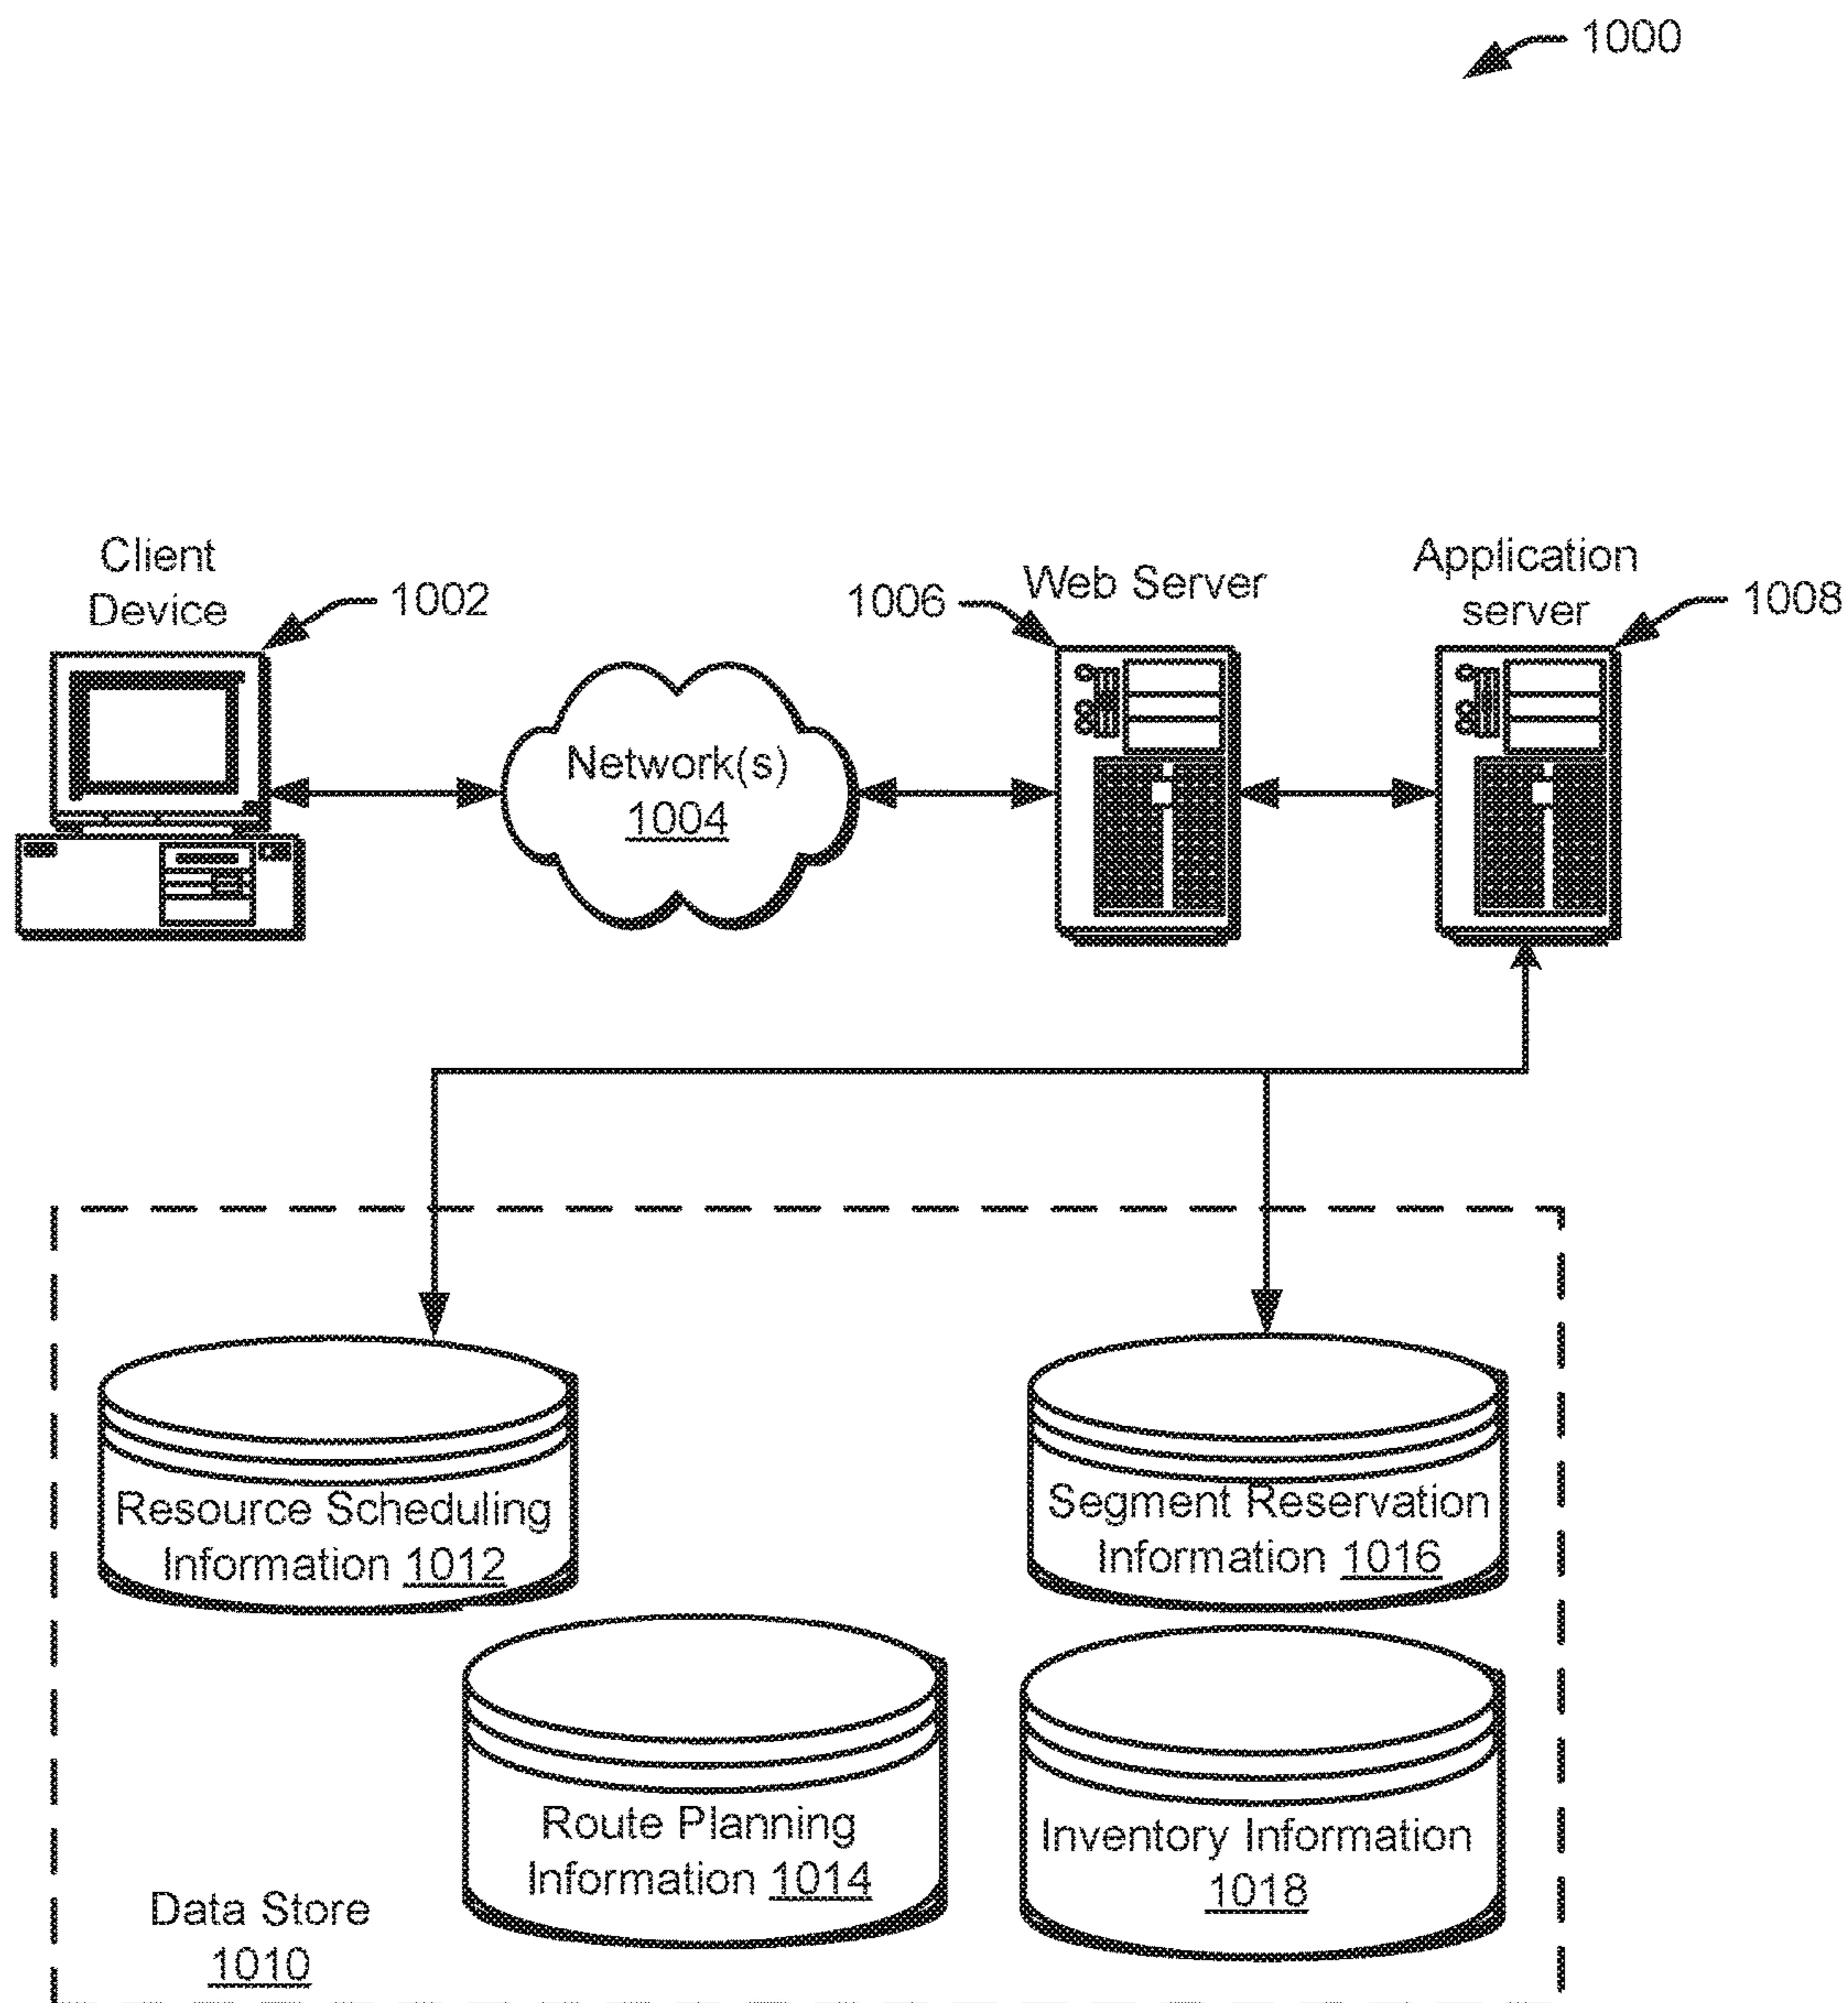 1000
Client
Device
1002
1006
Web Server
Application
server
1008
Network(s)
1004
Resource Scheduling
Information 1012
Segment Reservation
Information 1016
Route Planning
Information 1014
Inventory Information
1018
Data Store
1010